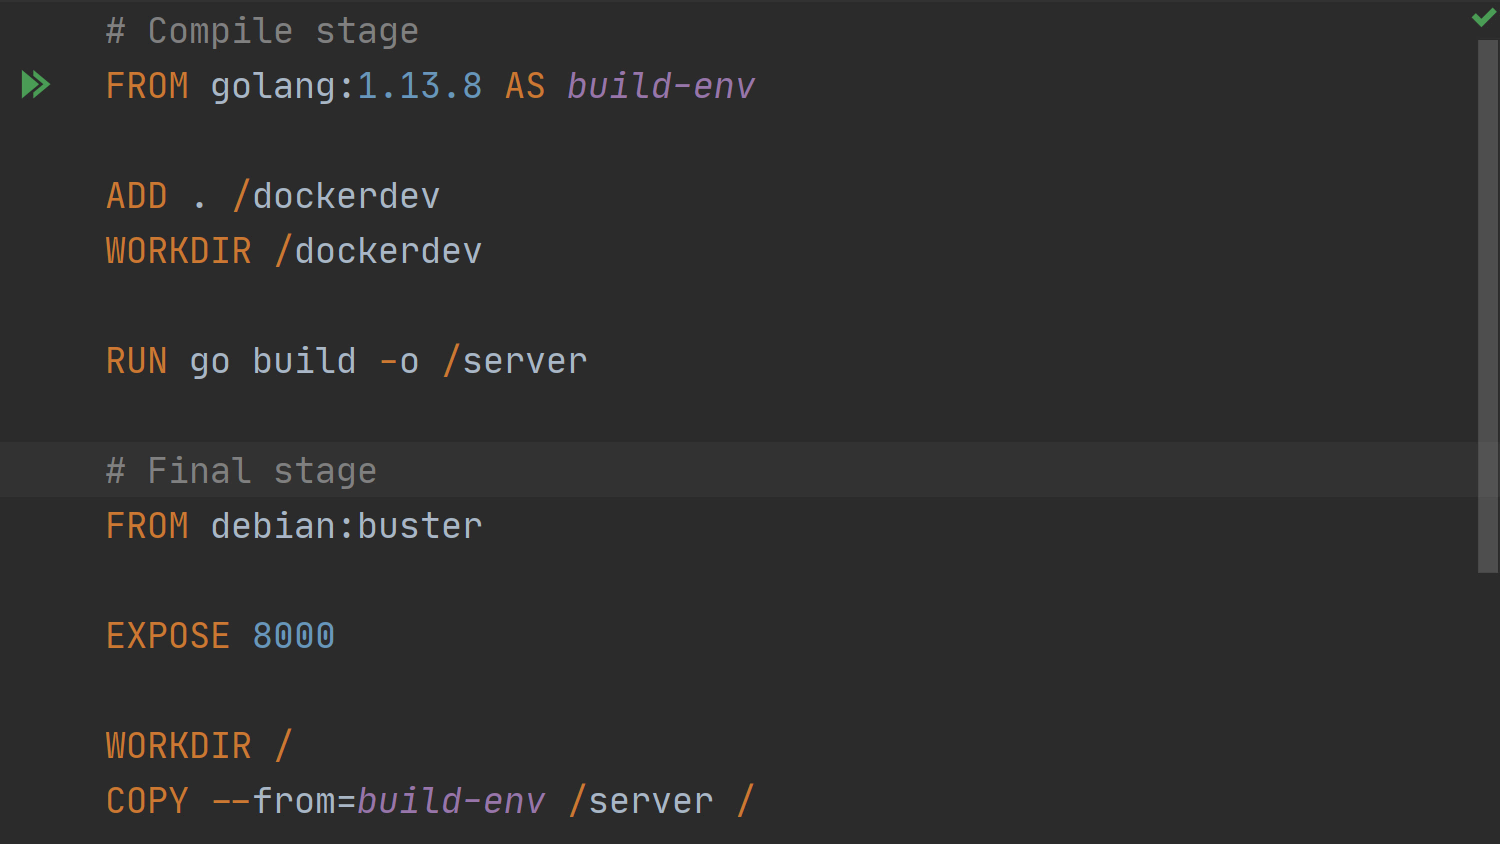 # Compile stage
FROM golang:1.13.8 AS build-env
ADD . /dockerdev
WORKDIR /dockerdev
RUN go build -o /server
# Final stage
FROM debian:buster
EXPOSE 8000
WORKDIR /
COPY --from=build-env /server /